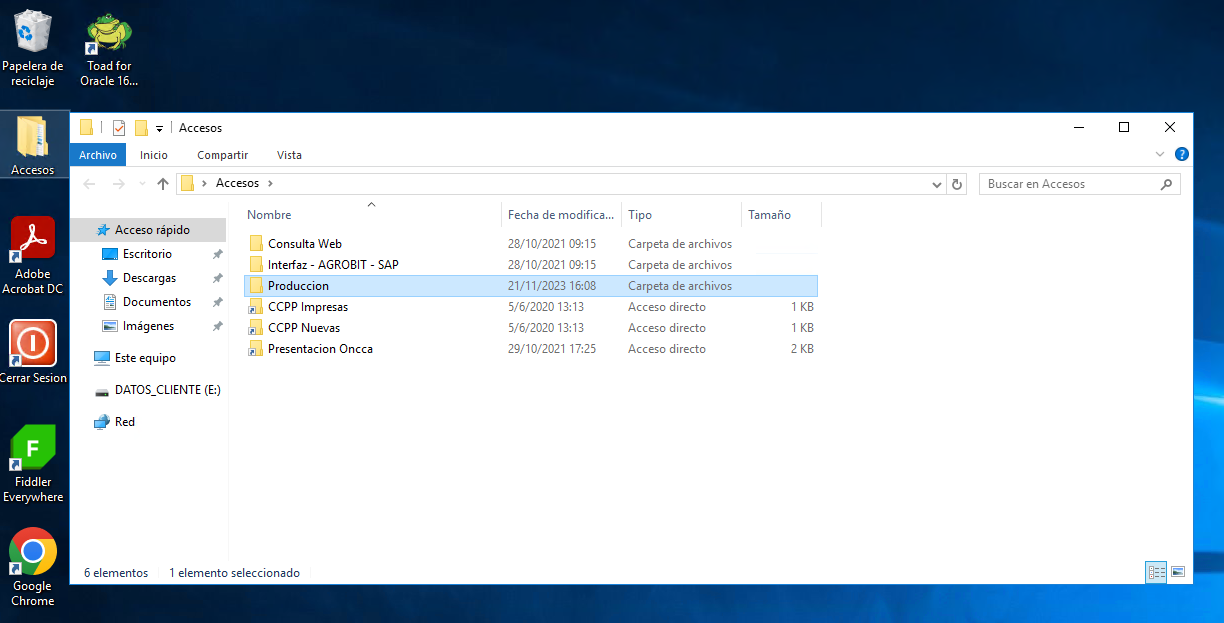 Papelera de
reciclaje
Toad for
Oracle 16...
Accesos
Adobe
Acrobat DC
Cerrar Sesion
F
Fiddler
Everywhere
Google
Chrome
Accesos
Archivo Inicio Compartir Vista
?
Accesos
Buscar en Accesos
Acceso rápido
Escritorio
Descargas
Documentos
Imágenes
Este equipo
DATOS_CLIENTE (E:)
Red
Nombre Fecha de modifica... Tipo Tamaño
Consulta Web 28/10/2021 09:15 Carpeta de archivos
Interfaz - AGROBIT - SAP 28/10/2021 09:15 Carpeta de archivos
Produccion 21/11/2023 16:08 Carpeta de archivos
CCPP Impresas 5/6/2020 13:13 Acceso directo 1 KB
CCPP Nuevas 5/6/2020 13:13 Acceso directo 1 KB
Presentacion Oncca 29/10/2021 17:25 Acceso directo 2 KB
6 elementos 1 elemento seleccionado